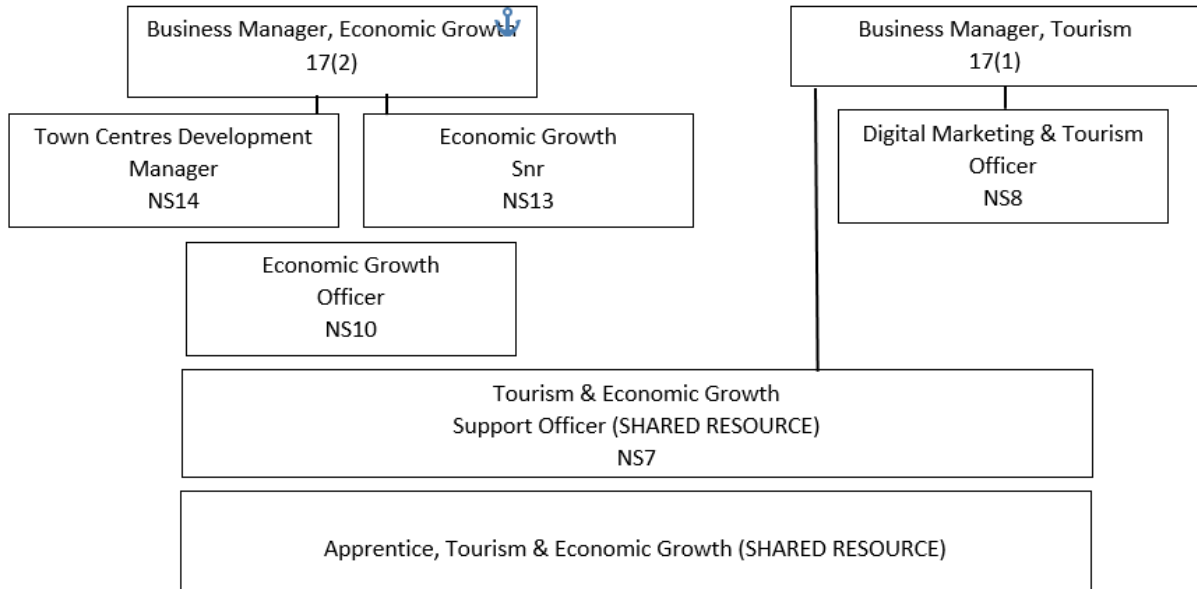 Business Manager, Economic Growth
17(2)
Business Manager, Tourism
17(1)
Town Centres Development
Manager
NS14
Economic Growth
Snr
NS13
Digital Marketing & Tourism
Officer
NS8
Economic Growth
Officer
NS10
Tourism & Economic Growth
Support Officer (SHARED RESOURCE)
NS7
Apprentice, Tourism & Economic Growth (SHARED RESOURCE)